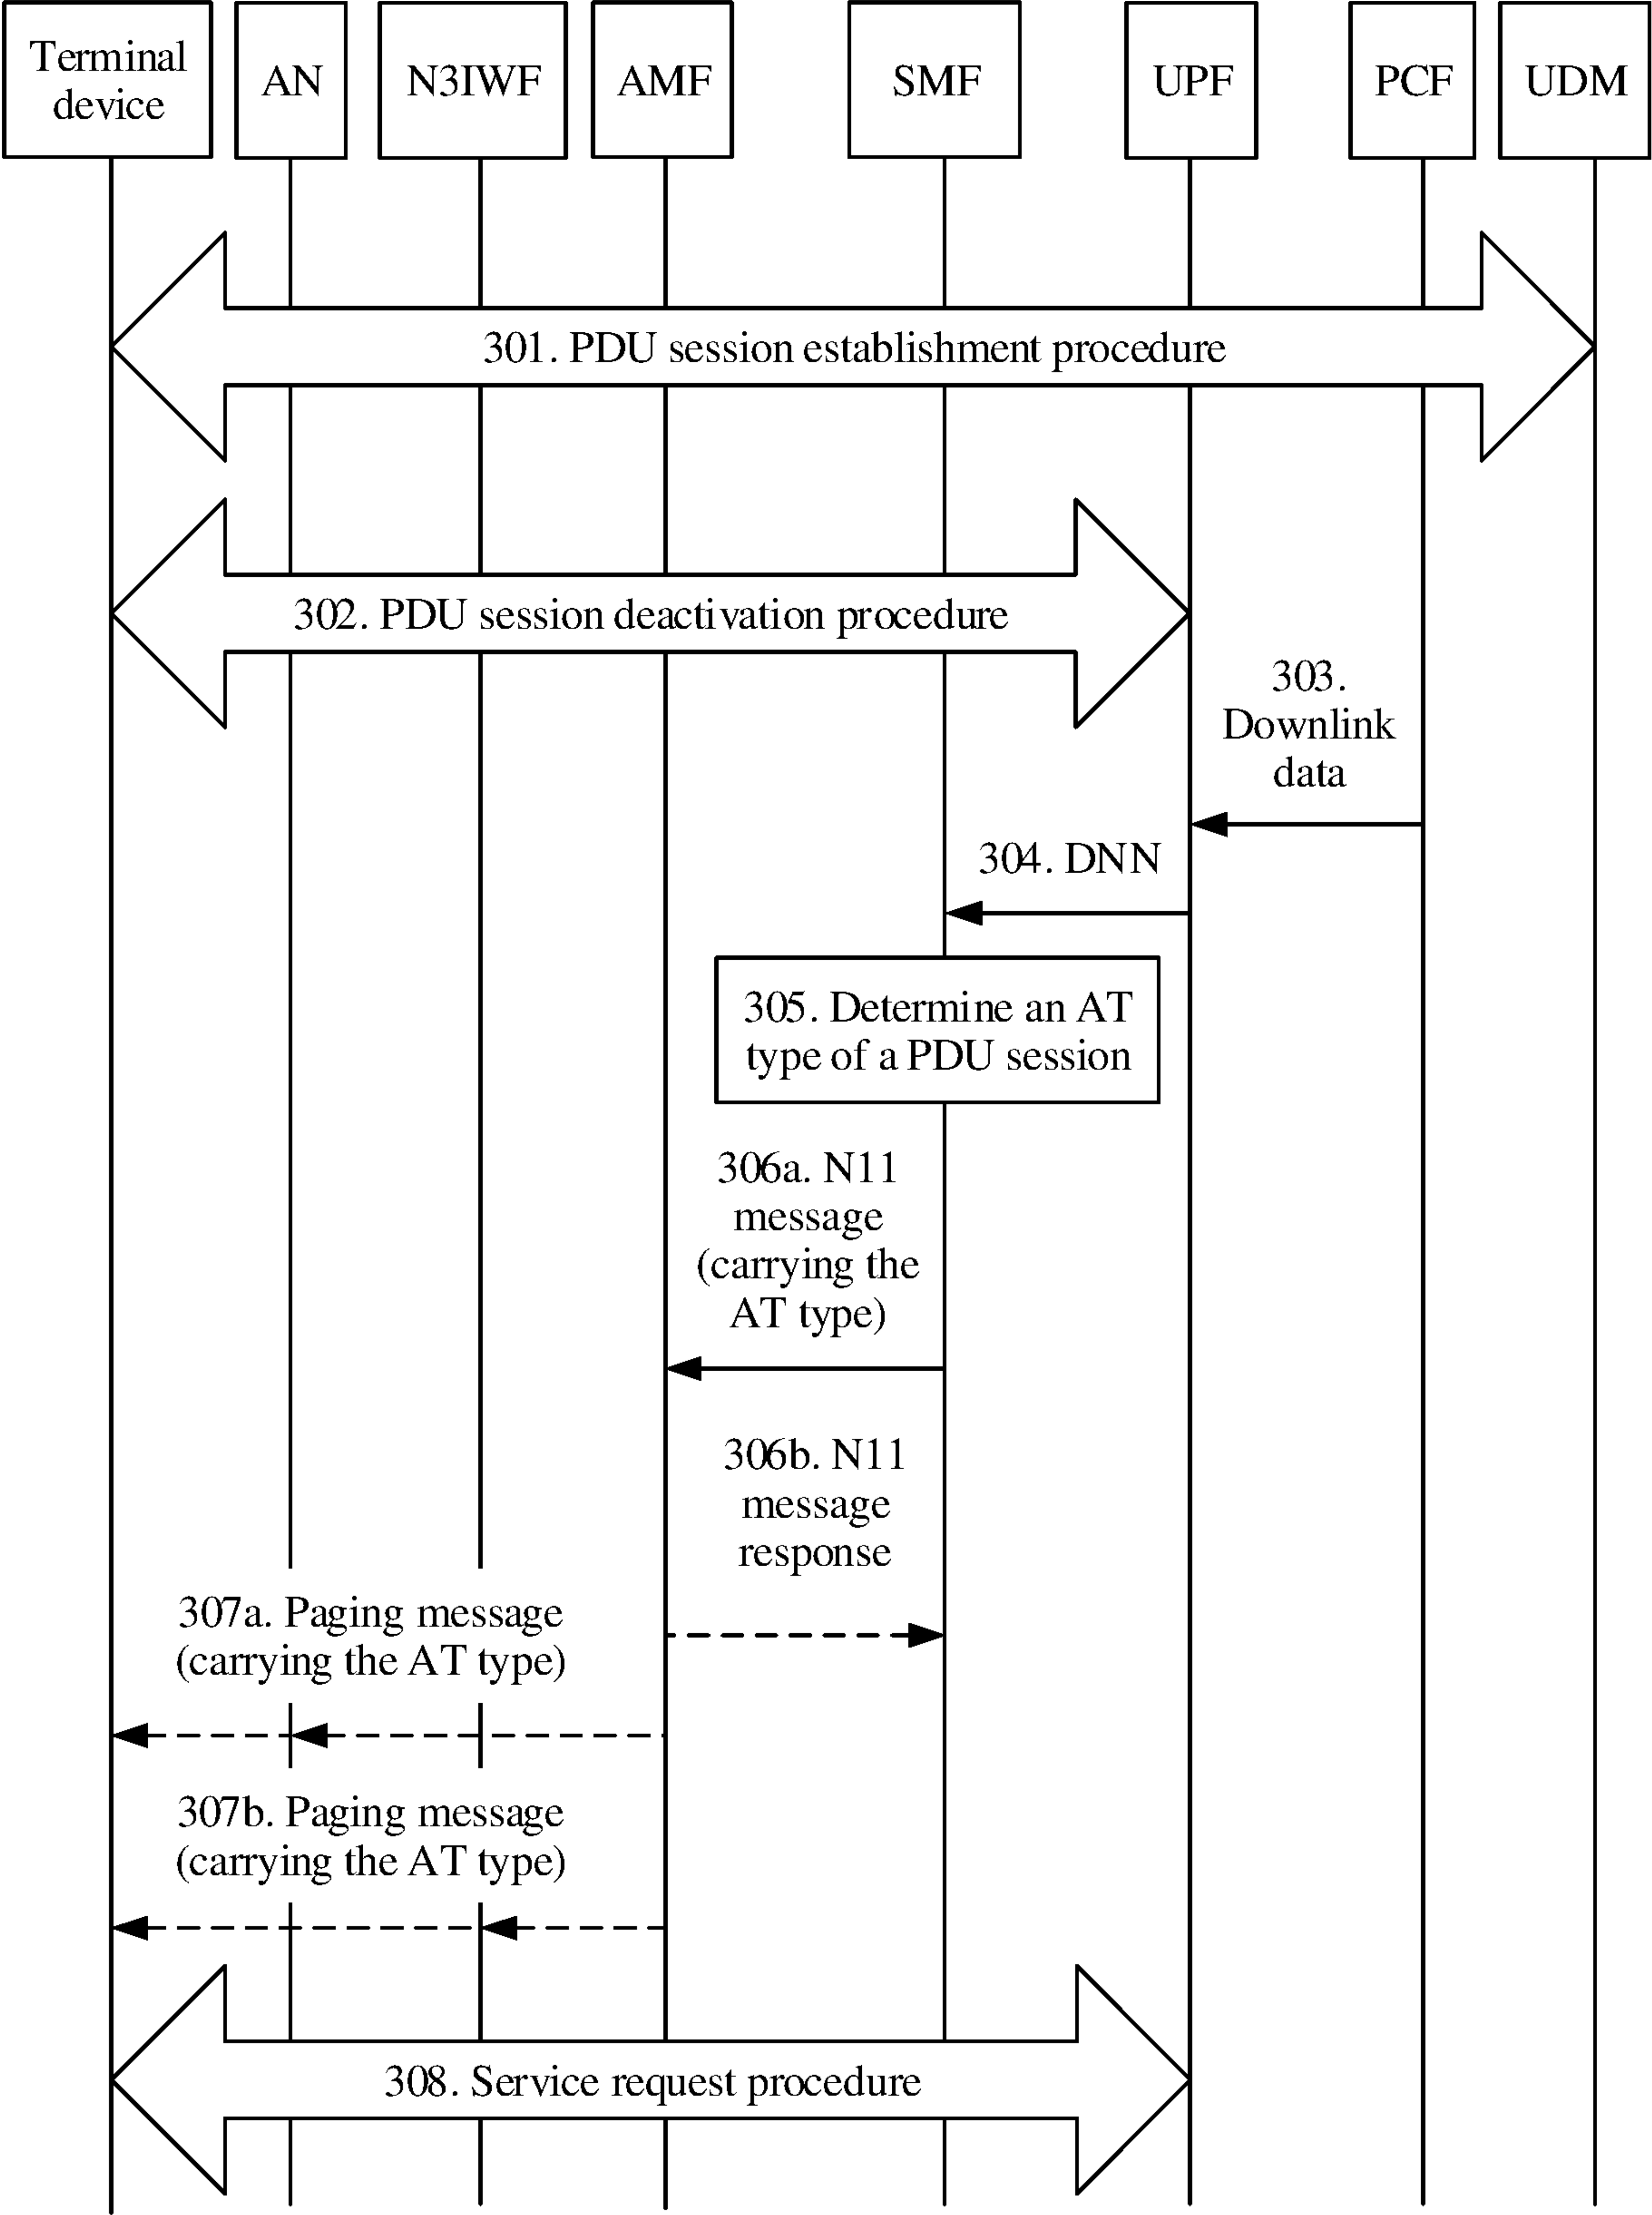 Terminal
device
AN
N3IWF
AMF
SMF
UPF
PCF
UDM
301. PDU session establishment procedure
302. PDU session deactivation procedure
303.
Downlink
data
304. DNN
305. Determine an AT
type of a PDU session
306a. N11
message
(carrying the
AT type)
306b. N11
message
response
307a. Paging message
(carrying the AT type)
307b. Paging message
(carrying the AT type)
308. Service request procedure